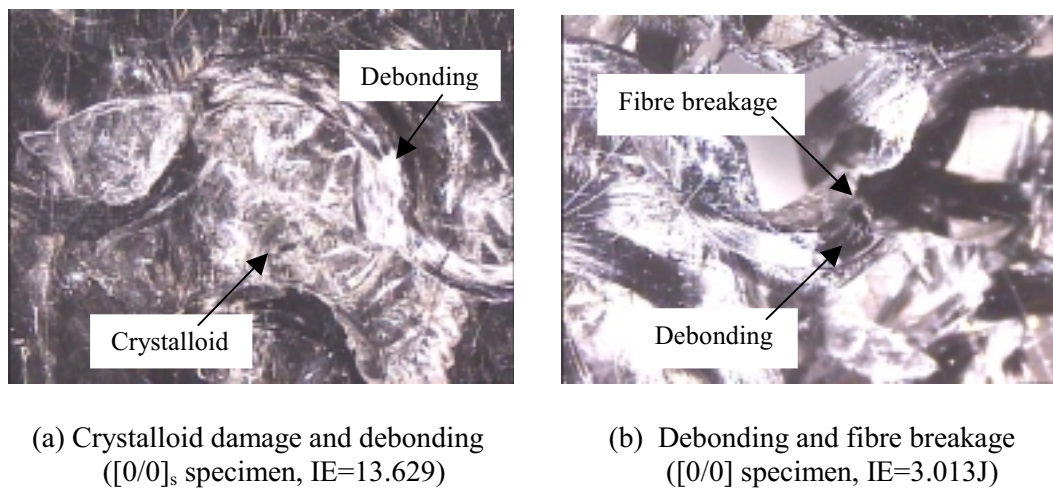 Debonding
Crystalloid
Fibre breakage
Debonding
(a) Crystalloid damage and debonding
([0/0]s specimen, IE=13.629)
(b) Debonding and fibre breakage
([0/0] specimen, IE=3.013J)